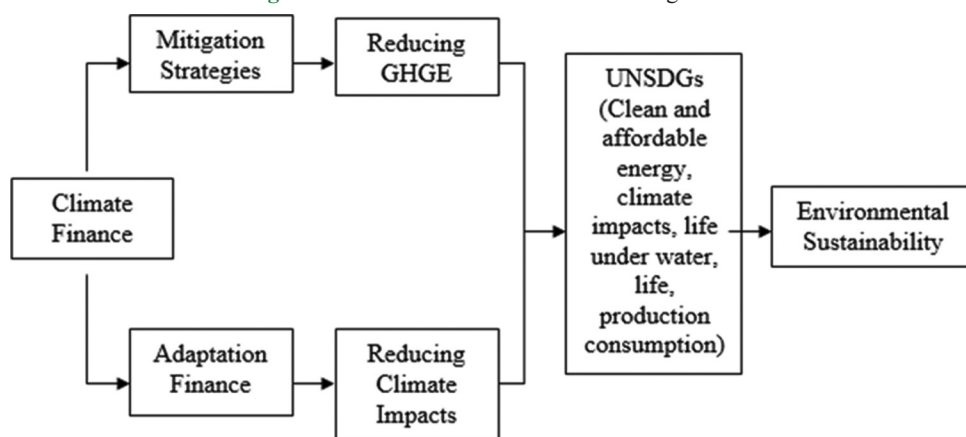 Mitigation
Strategies
Reducing
GHGE
UNSDGs
(Clean and
affordable
energy,
climate
impacts, life
under water,
life,
production
consumption)
Climate
Finance
Environmental
Sustainability
Adaptation
Finance
Reducing
Climate
Impacts